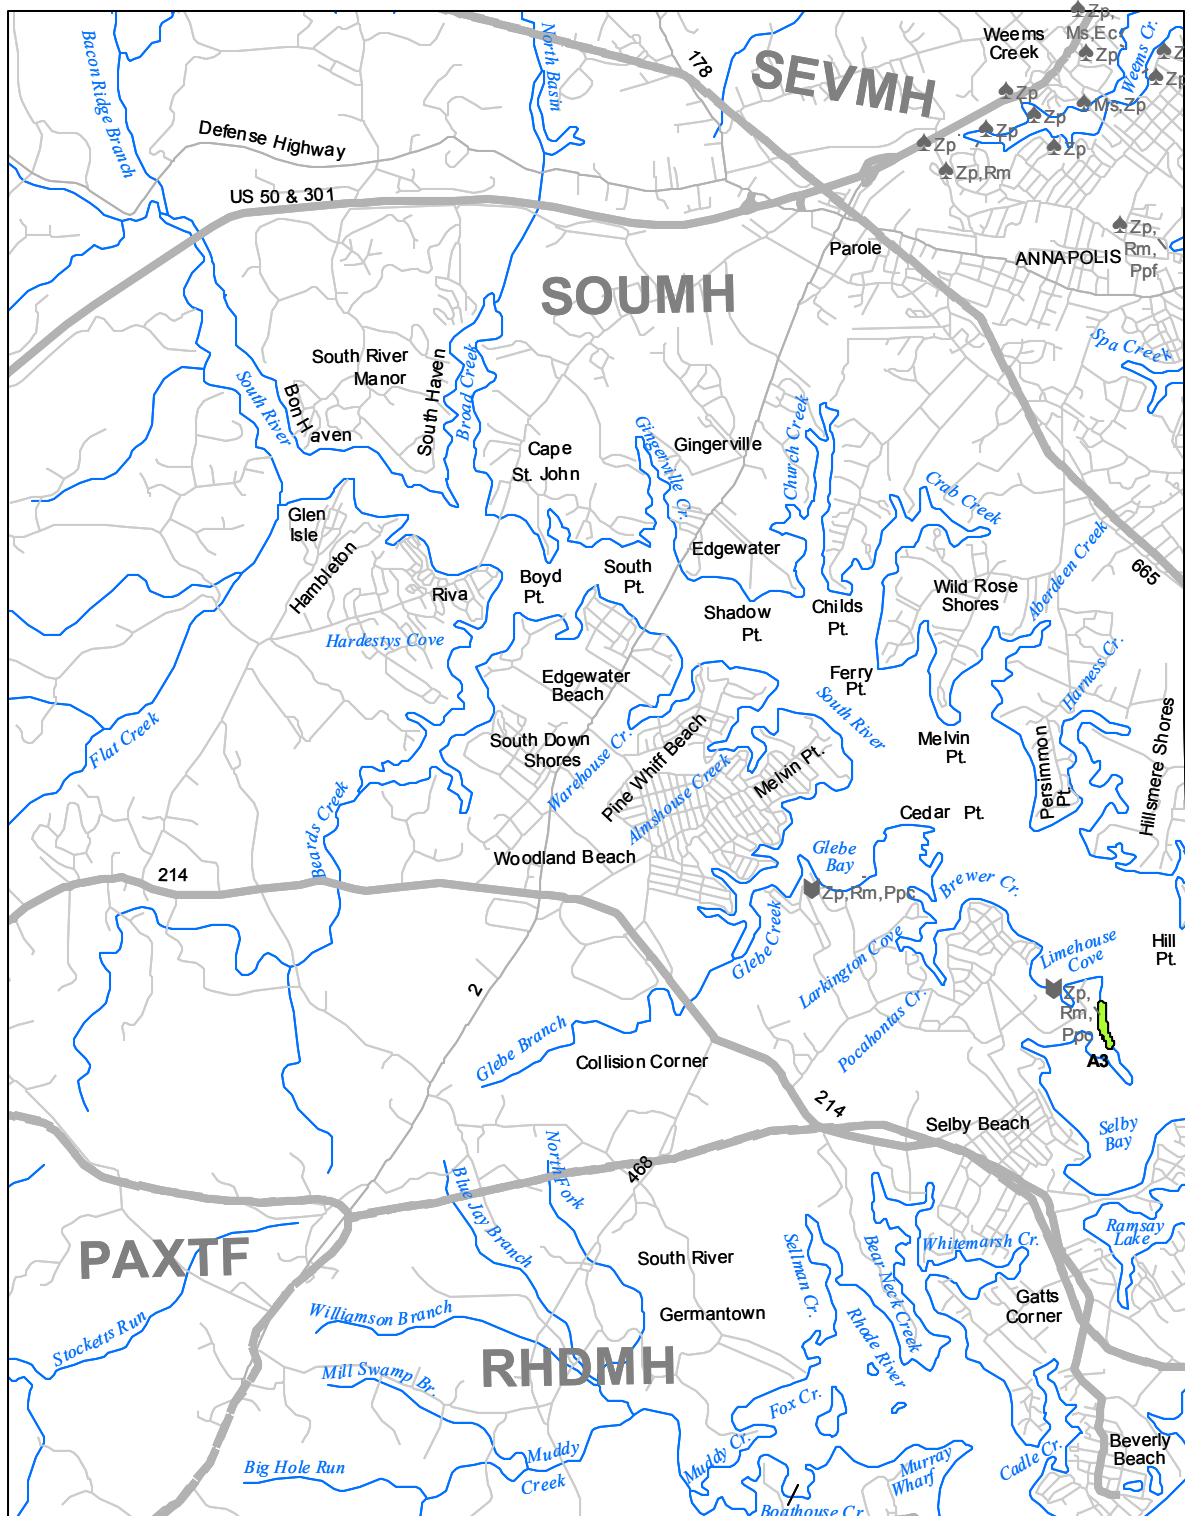 Zp,
Ms,Ec
Weems
Creek
Weems Cr.
Zp
Z
Zp
Zp
Ms,Zp
Zp
Zp
Zp
Zp
Zp,Rm
Bacon Ridge Branch
North Basin
178
SEVMH
Defense Highway
US 50 & 301
Parole
ANNAPOLIS
Zp,
Rm,
Ppf
SOUMH
Spa Creek
South River
Manor
South Haven
Broad Creek
Bon Haven
South River
Cape
St. John
Gingerville Cr.
Gingerville
Church Creek
Crab Creek
Glen
Isle
Hambleton
Edgewater
Aberdeen Creek
665
Boyd
Pt.
South
Pt.
Riva
Shadow
Pt.
Childs
Pt.
Wild Rose
Shores
Hardestys Cove
Harness Cr.
Edgewater
Beach
Ferry
Pt.
South River
Flat Creek
South Down
Shores
Warehouse Cr.
Pine Whiff Beach
Almshouse Creek
Melvin Pt.
Melvin
Pt.
Persimmon
Pt.
Hillsmere Shores
Beards Creek
Cedar Pt.
Woodland Beach
Glebe
Bay
214
Zp,Rm,Ppc
Brewer Cr.
Glebe Creek
Larkington Cove
Limehouse
Cove
Hill
Pt.
2
Zp,
Rm,
Ppo
A3
Glebe Branch
Collision Corner
Pocahontas Cr.
214
Selby Beach
Selby
Bay
468
North Fork
Blue Jay Branch
PAXTF
South River
Sellman Cr.
Bear Neck Creek
Whitemarsh Cr.
Ramsay
Lake
Gatts
Corner
Germantown
Rhode River
Williamson Branch
Stocketts Run
RHDMH
Mill Swamp Br.
Fox Cr.
Muddy Cr.
Murray
Wharf
Cadle Cr.
Beverly
Beach
Muddy
Creek
Big Hole Run
Boathouse Cr.